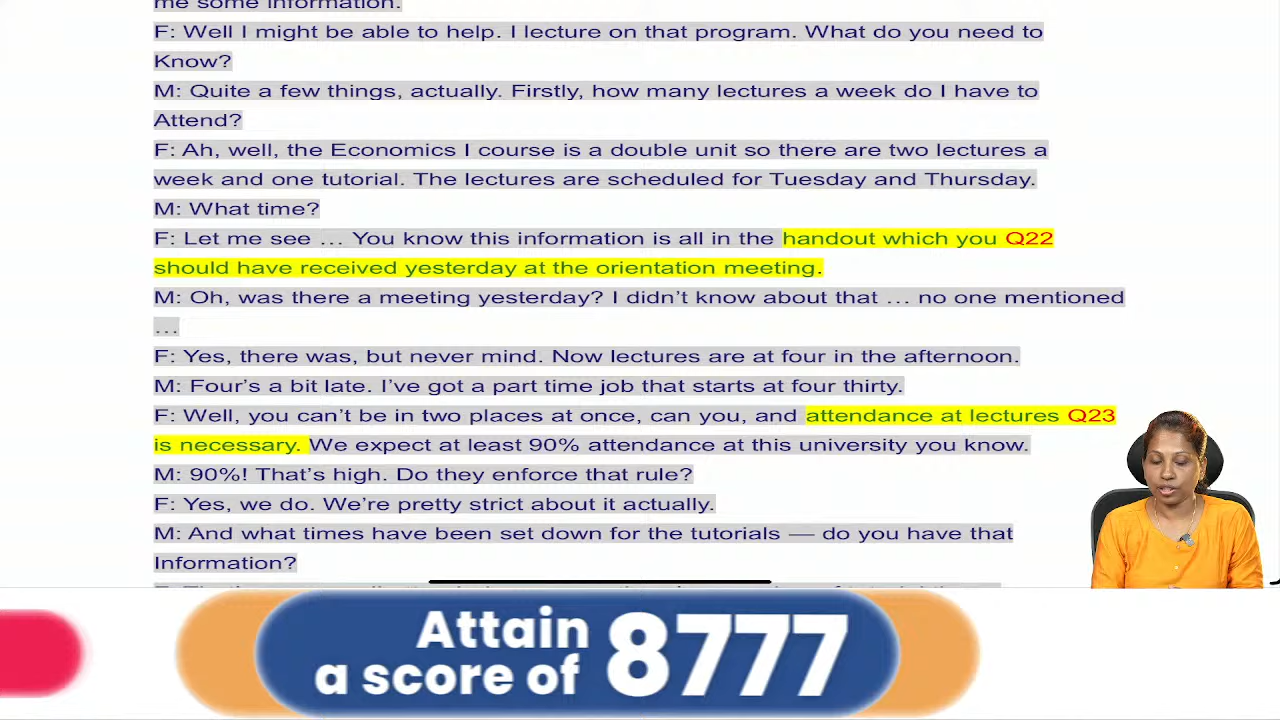 me some information.
F: Well I might be able to help. I lecture on that program. What do you need to
Know?
M: Quite a few things, actually. Firstly, how many lectures a week do I have to
Attend?
F: Ah, well, the Economics I course is a double unit so there are two lectures a
week and one tutorial. The lectures are scheduled for Tuesday and Thursday.
M: What time?
F: Let me see … You know this information is all in the handout which you Q22
should have received yesterday at the orientation meeting.
M: Oh, was there a meeting yesterday? I didn’t know about that … no one mentioned
…
F: Yes, there was, but never mind. Now lectures are at four in the afternoon.
M: Four’s a bit late. I’ve got a part time job that starts at four thirty.
F: Well, you can’t be in two places at once, can you, and attendance at lectures Q23
is necessary. We expect at least 90% attendance at this university you know.
M: 90%! That’s high. Do they enforce that rule?
F: Yes, we do. We’re pretty strict about it actually.
M: And what times have been set down for the tutorials — do you have that
Information?
Attain
a score of 8777